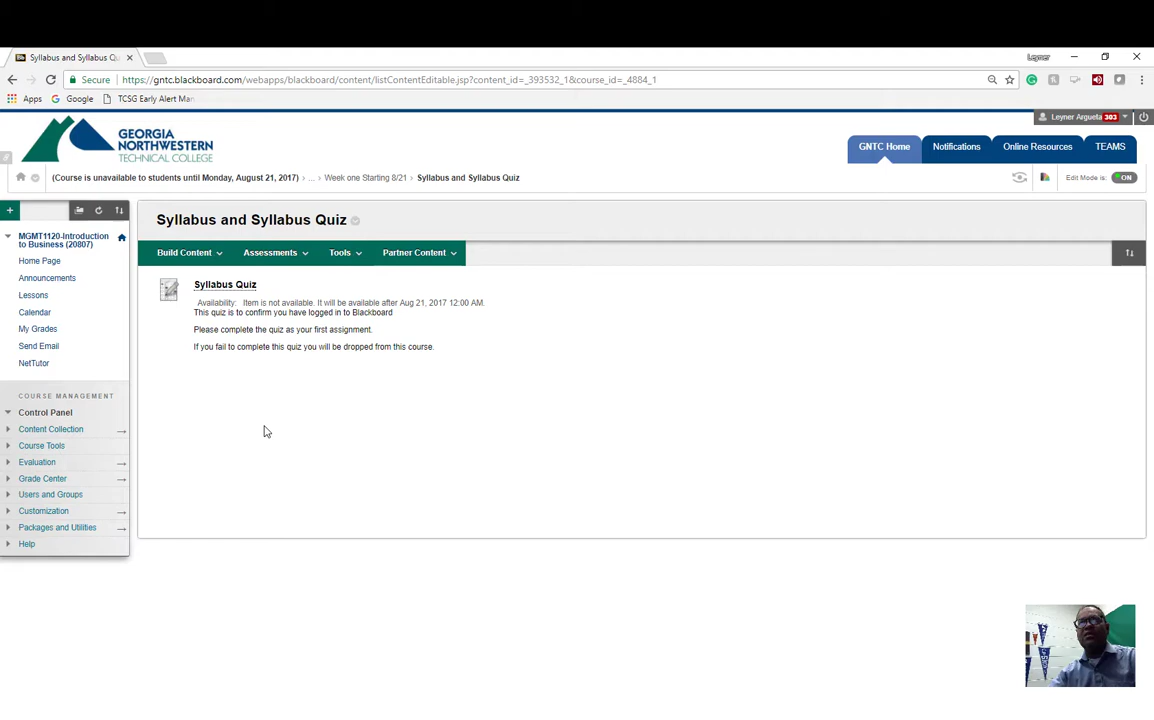 Syllabus and Syllabus Qu
Leyner
Secure
https://gntc.blackboard.com/webapps/blackboard/content/listContentEditable.jsp?content_id=_393532_1&course_id=_4884_1
Apps Google TCSG Early Alert Man
Leyner Argueta 303
GEORGIA
NORTHWESTERN
TECHNICAL COLLEGE
GNTC Home Notifications Online Resources TEAMS
(Course is unavailable to students until Monday, August 21, 2017) > ... > Week one Starting 8/21 > Syllabus and Syllabus Quiz
Edit Mode is: ON
MGMT1120-Introduction
to Business (20807)
Home Page
Announcements
Lessons
Calendar
My Grades
Send Email
NetTutor
COURSE MANAGEMENT
Control Panel
Content Collection
Course Tools
Evaluation
Grade Center
Users and Groups
Customization
Packages and Utilities
Help
Syllabus and Syllabus Quiz
Build Content Assessments Tools Partner Content
Syllabus Quiz
Availability: Item is not available. It will be available after Aug 21, 2017 12:00 AM.
This quiz is to confirm you have logged in to Blackboard
Please complete the quiz as your first assignment.
If you fail to complete this quiz you will be dropped from this course.